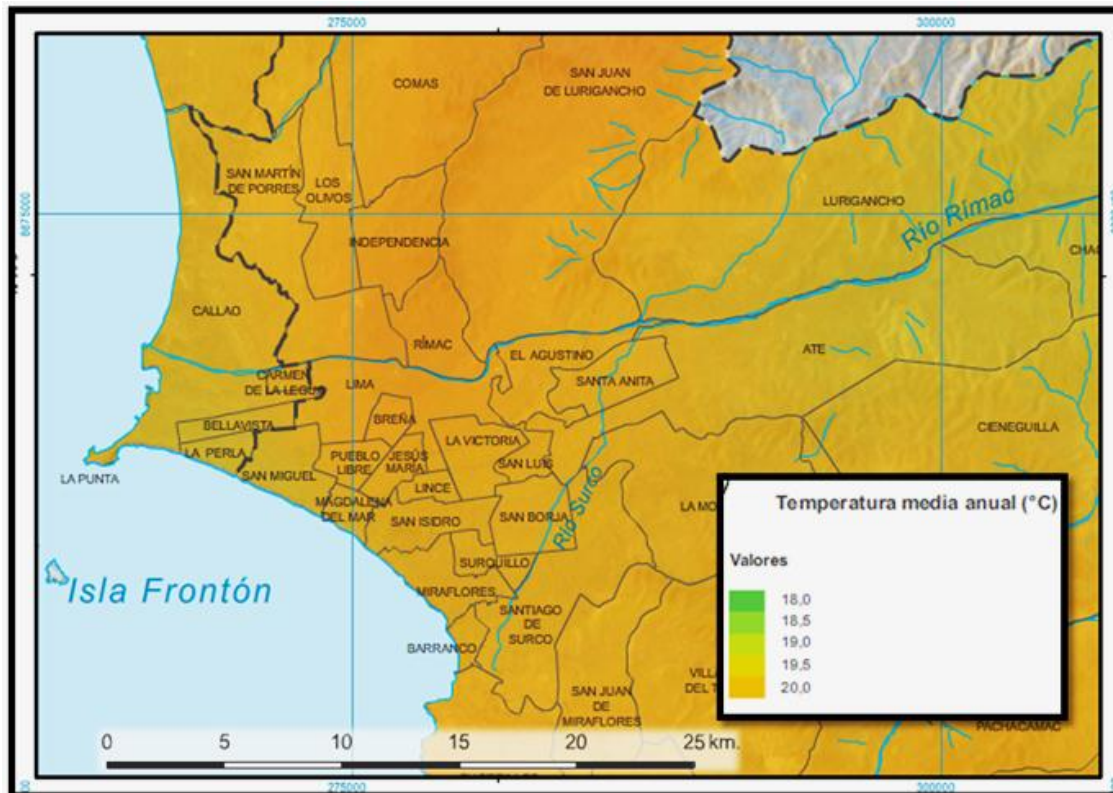 275000
300000
COMAS
SAN JUAN
DE LURIGANCHO
SAN MARTÍN
DE PORRES
LOS
OLIVOS
LURIGANCHO
Río Rímac
INDEPENDENCIA
CALLAO
RÍMAC
EL AGUSTINO
ATE
CARMEN
LIMA
SANTA ANITA
BREÑA
BELLAVISTA
LA VICTORIA
CIENEGUILLA
LA PERLA
PUEBLO
LIBRE
JESÚS
MARÍA
SAN LUIS
LA PUNTA
SAN MIGUEL
LINCE
MAGDALENA
DEL MAR
SAN ISIDRO
SAN BORJA
Río Surco
LA MO
SURQUILLO
Isla Frontón
MIRAFLORES
SANTIAGO
DE
SURCO
BARRANCO
VILLA
DEL T
SAN JUAN
DE
MIRAFLORES
PACHACAMAC
Temperatura media anual (°C)
Valores
18,0
18,5
19,0
19,5
20,0
0 5 10 15 20 25 km.
275000
300000